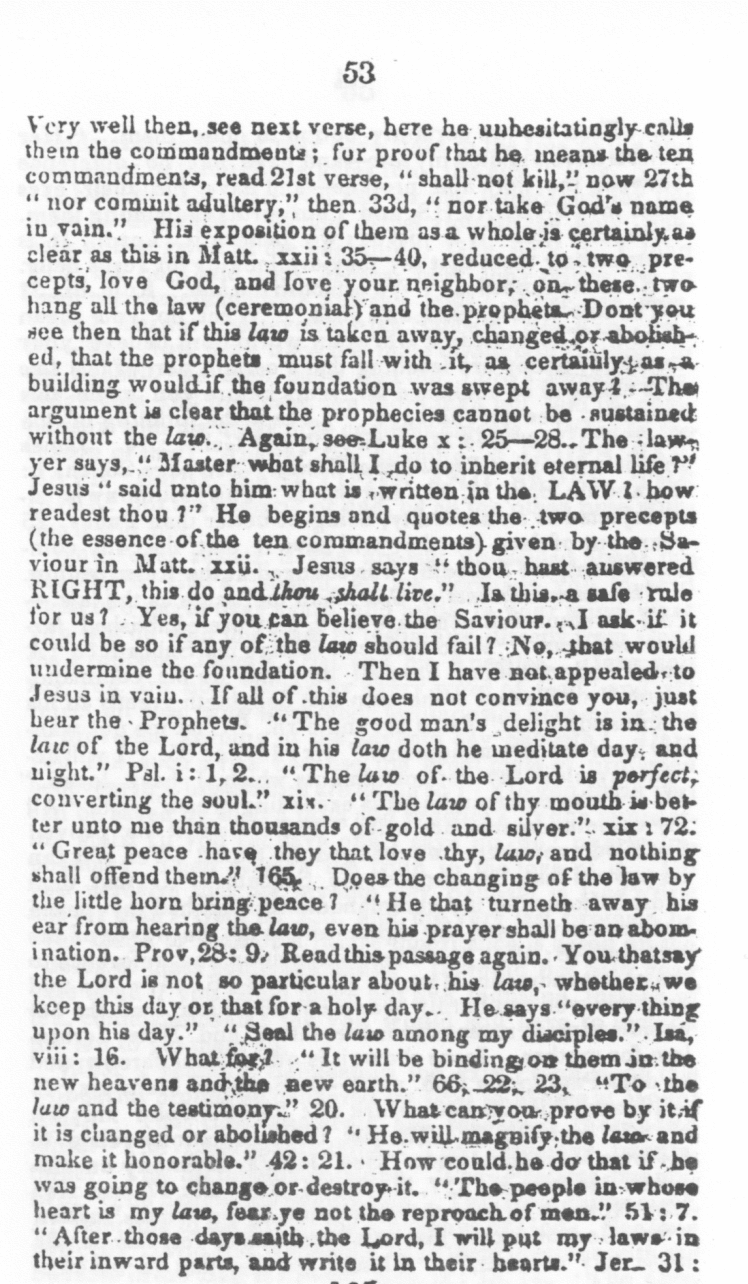 53
Very well then, see next verse, here he unhesitatingly calls
them the commandments; for proof that he means the ten
commandments, read 21st verse, "shall not kill," now 27th
"nor commit adultery," then 33d, "nor take God's name
in vain." His exposition of them as a whole is certainly as
clear as this in Matt. xxii: 35—40, reduced to two pre-
cepts, love God, and love your neighbor, on these two
hang all the law (ceremonial) and the prophets. Dont you
see then that if this law is taken away, changed or abolish-
ed, that the prophets must fall with it, as certainly as a
building would if the foundation was swept away? The
argument is clear that the prophecies cannot be sustained
without the law. Again, see Luke x: 25—28. The law-
yer says, "Master what shall I do to inherit eternal life?"
Jesus "said unto him what is written in the LAW? how
readest thou?" He begins and quotes the two precepts
(the essence of the ten commandments) given by the Sa-
viour in Matt. xxii. Jesus says "thou hast answered
RIGHT, this do and thou shall live." Is this a safe rule
for us? Yes, if you can believe the Saviour. I ask if it
could be so if any of the law should fail? No, that would
undermine the foundation. Then I have not appealed to
Jesus in vain. If all of this does not convince you, just
hear the Prophets. "The good man's delight is in the
law of the Lord, and in his law doth he meditate day and
night." Psl. i: 1, 2. "The law of the Lord is perfect,
converting the soul." xix. "The law of thy mouth is bet-
ter unto me than thousands of gold and silver." xix: 72.
"Great peace have they that love thy, law, and nothing
shall offend them." 165. Does the changing of the law by
the little horn bring peace? "He that turneth away his
ear from hearing the law, even his prayer shall be an abom-
ination. Prov, 28: 9. Read this passage again. You that say
the Lord is not so particular about his law, whether we
keep this day or that for a holy day. He says "every thing
upon his day." "Seal the law among my disciples." Isa,
viii: 16. What for? "It will be binding on them in the
new heavens and the new earth." 66, 22, 23, "To the
law and the testimony." 20. What can you prove by it if
it is changed or abolished? "He will magnify the law and
make it honorable." 42: 21. How could he do that if he
was going to change or destroy it. "The people in whose
heart is my law, fear ye not the reproach of men." 51: 7.
"After those days saith the Lord, I will put my laws in
their inward parts, and write it in their hearts." Jer. 31: